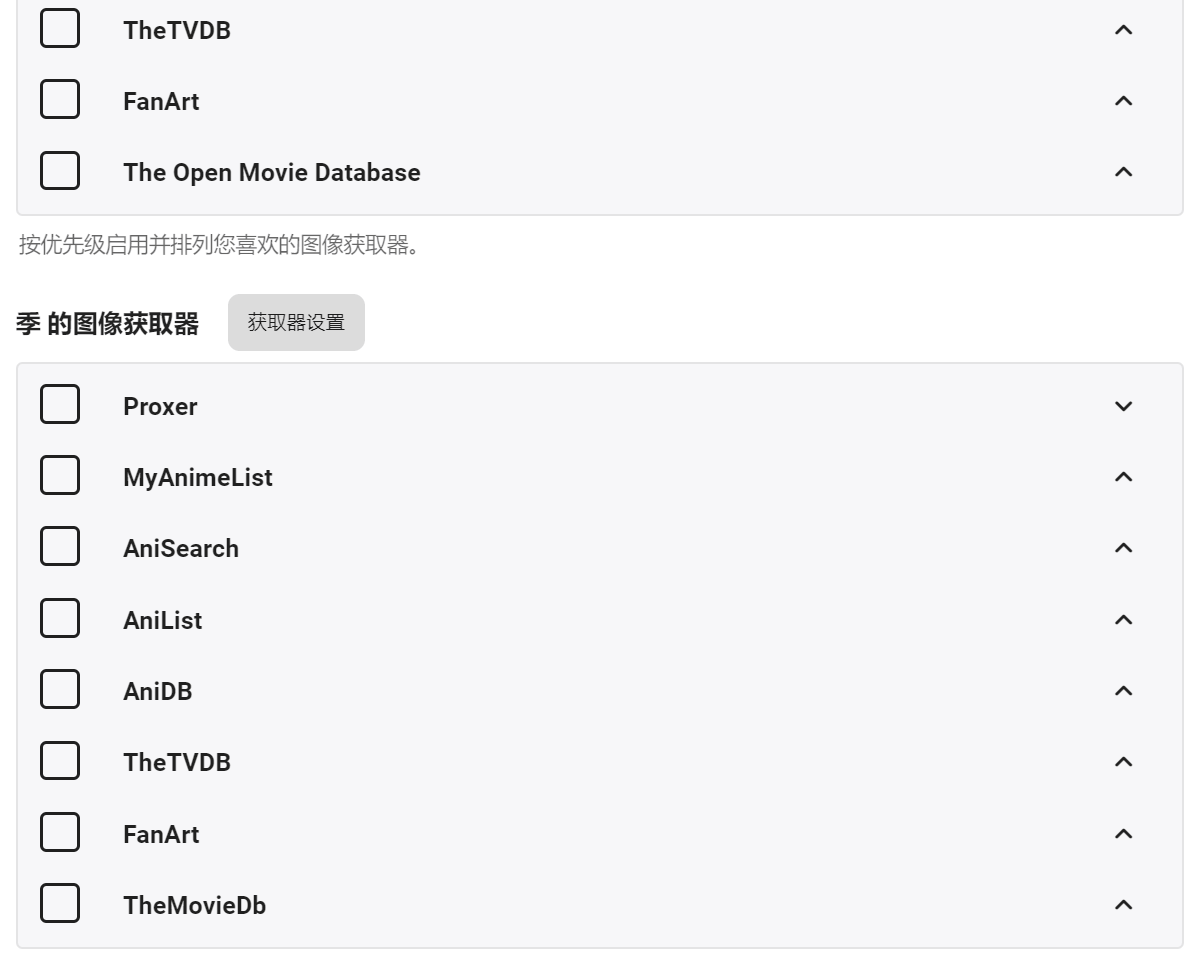 TheTVDB
FanArt
The Open Movie Database
按优先级启用并排列您喜欢的图像获取器。
季 的图像获取器 获取器设置
Proxer
MyAnimeList
AniSearch
AniList
AniDB
TheTVDB
FanArt
TheMovieDb